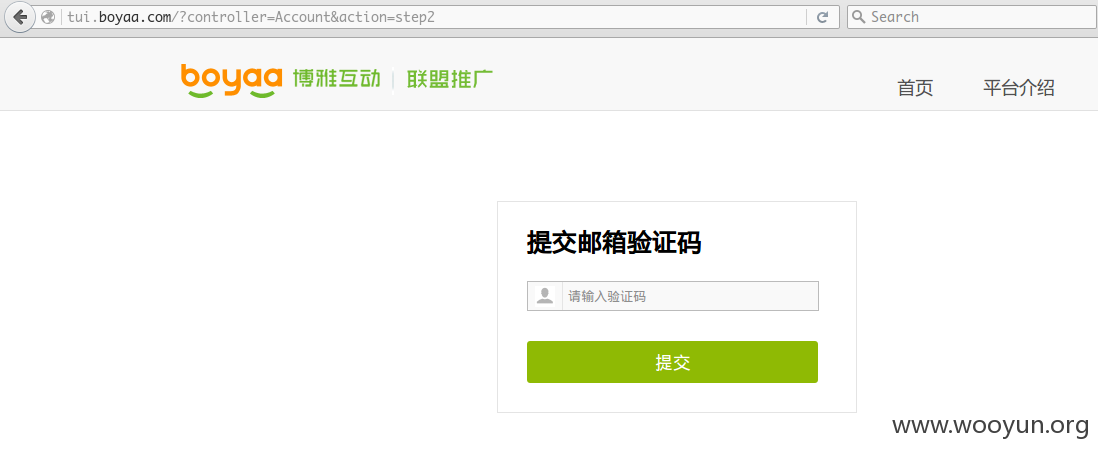 tui.boyaa.com/?controller=Account&action=step2
Search
boyaa 博雅互动 | 联盟推广
首页 平台介绍
提交邮箱验证码
请输入验证码
提交
www.wooyun.org